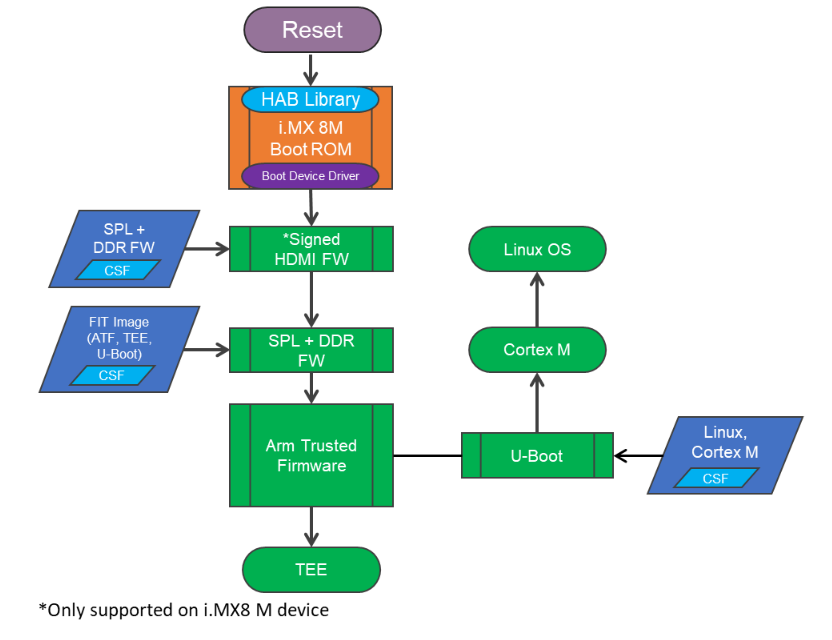 Reset
HAB Library
i.MX 8M
Boot ROM
Boot Device Driver
SPL +
DDR FW
CSF
*Signed
HDMI FW
Linux OS
FIT Image
(ATF, TEE,
U-Boot)
CSF
SPL + DDR
FW
Cortex M
Arm Trusted
Firmware
U-Boot
Linux,
Cortex M
CSF
TEE
*Only supported on i.MX8 M device